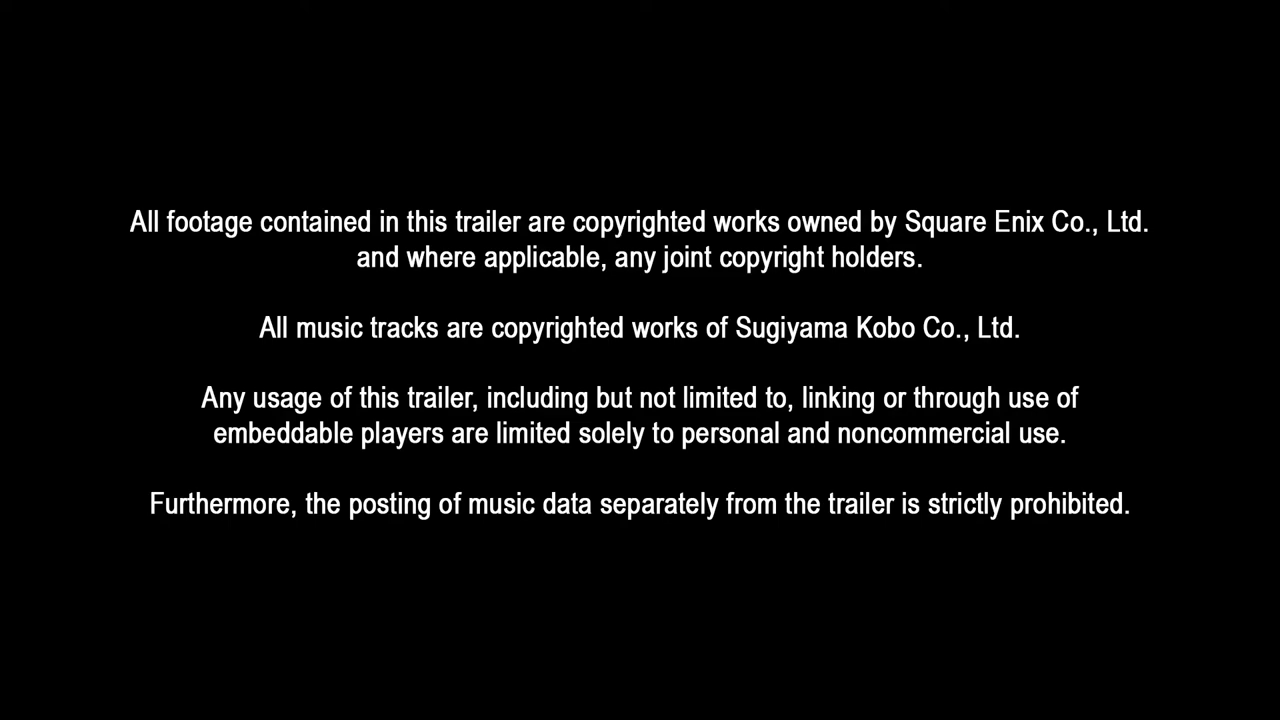 All footage contained in this trailer are copyrighted works owned by Square Enix Co., Ltd.
and where applicable, any joint copyright holders.
All music tracks are copyrighted works of Sugiyama Kobo Co., Ltd.
Any usage of this trailer, including but not limited to, linking or through use of
embeddable players are limited solely to personal and noncommercial use.
Furthermore, the posting of music data separately from the trailer is strictly prohibited.